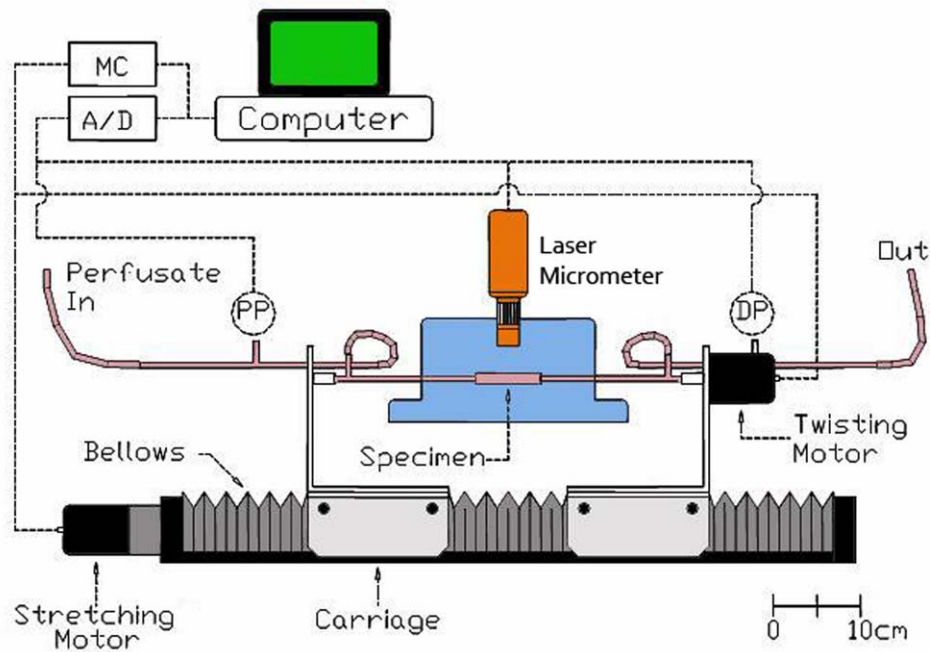 MC
A/D
Computer
Laser
Micrometer
Perfusate
In
Out
PP
DP
Twisting
Motor
Bellows
Specimen
Stretching
Motor
Carriage
0 10cm